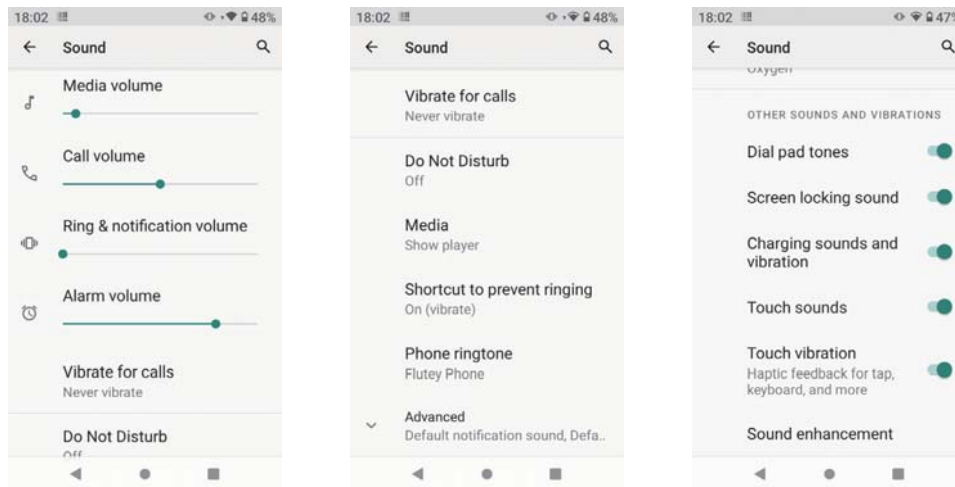 18:02
48%
Sound
Media volume
Call volume
Ring & notification volume
Alarm volume
Vibrate for calls
Never vibrate
Do Not Disturb
Off
18:02
48%
Sound
Vibrate for calls
Never vibrate
Do Not Disturb
Off
Media
Show player
Shortcut to prevent ringing
On (vibrate)
Phone ringtone
Flutey Phone
Advanced
Default notification sound, Defa..
18:02
47%
Sound
Oxygen
OTHER SOUNDS AND VIBRATIONS
Dial pad tones
Screen locking sound
Charging sounds and
vibration
Touch sounds
Touch vibration
Haptic feedback for tap,
keyboard, and more
Sound enhancement